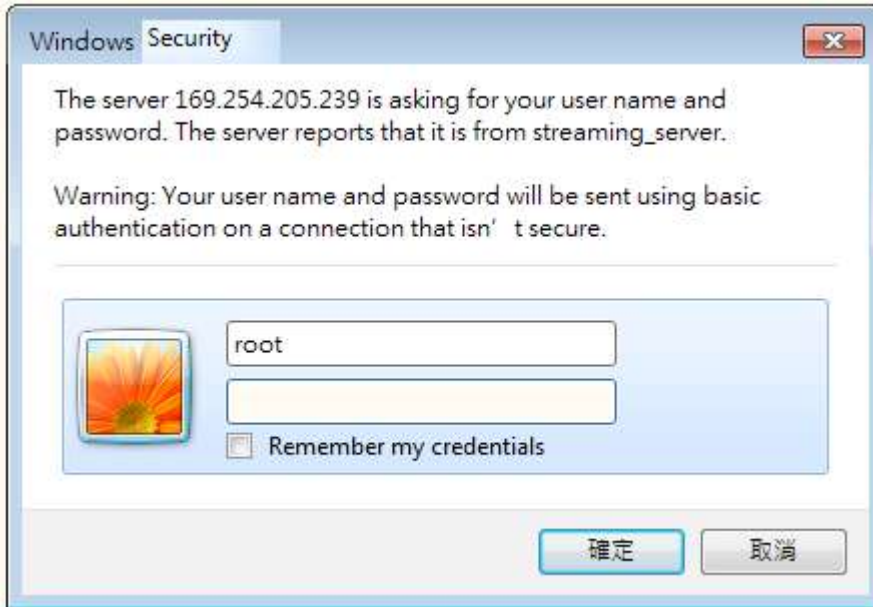 Windows Security
The server 169.254.205.239 is asking for your user name and
password. The server reports that it is from streaming_server.
Warning: Your user name and password will be sent using basic
authentication on a connection that isn’ t secure.
root
Remember my credentials
確定 取消